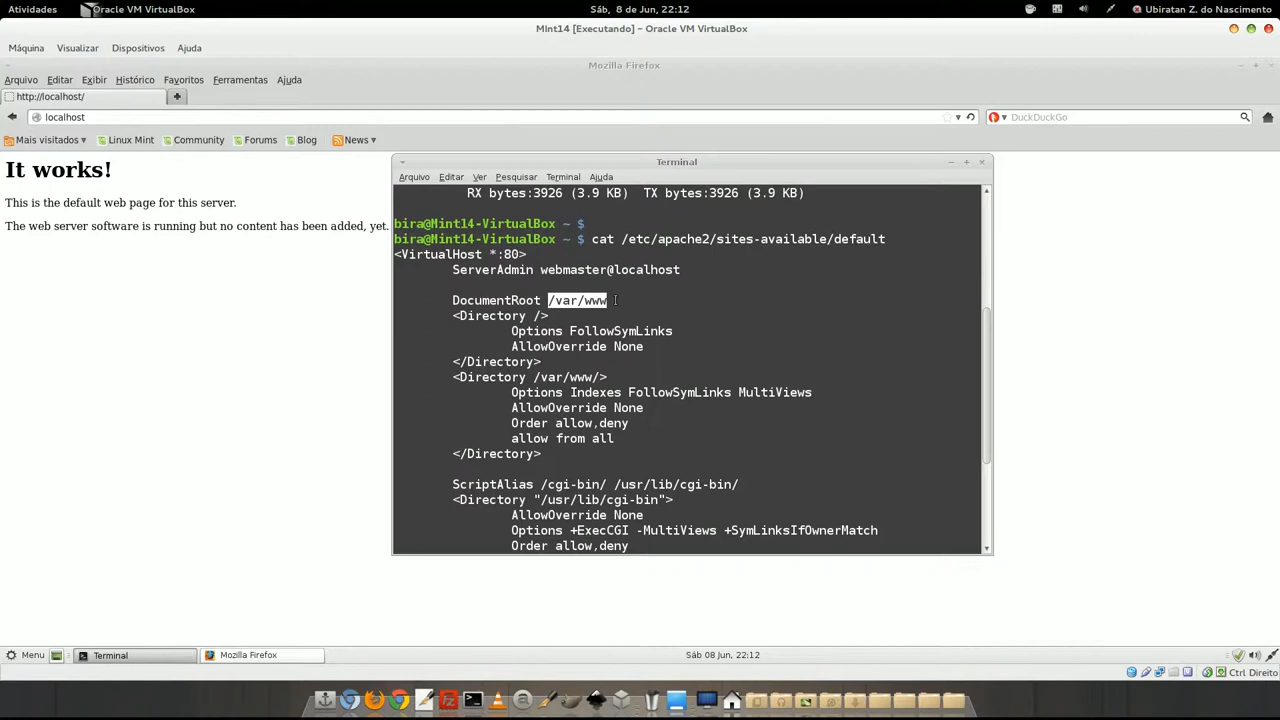 Atividades
Oracle VM VirtualBox
Sáb, 8 de Jun, 22:12
Ubiratan Z. do Nascimento
Mint14 [Executando] – Oracle VM VirtualBox
Máquina Visualizar Dispositivos Ajuda
Mozilla Firefox
Arquivo Editar Exibir Histórico Favoritos Ferramentas Ajuda
http://localhost/
localhost
DuckDuckGo
Mais visitados Linux Mint Community Forums Blog News
It works!
This is the default web page for this server.
The web server software is running but no content has been added, yet.
Terminal
Arquivo Editar Ver Pesquisar Terminal Ajuda
RX bytes:3926 (3.9 KB) TX bytes:3926 (3.9 KB)
bira@Mint14-VirtualBox ~ $
bira@Mint14-VirtualBox ~ $ cat /etc/apache2/sites-available/default
<VirtualHost *:80>
ServerAdmin webmaster@localhost
DocumentRoot /var/www
<Directory />
Options FollowSymLinks
AllowOverride None
</Directory>
<Directory /var/www/>
Options Indexes FollowSymLinks MultiViews
AllowOverride None
Order allow,deny
allow from all
</Directory>
ScriptAlias /cgi-bin/ /usr/lib/cgi-bin/
<Directory "/usr/lib/cgi-bin">
AllowOverride None
Options +ExecCGI -MultiViews +SymLinksIfOwnerMatch
Order allow,deny
Menu
Terminal
Mozilla Firefox
Sáb 08 Jun, 22:12
Ctrl Direito